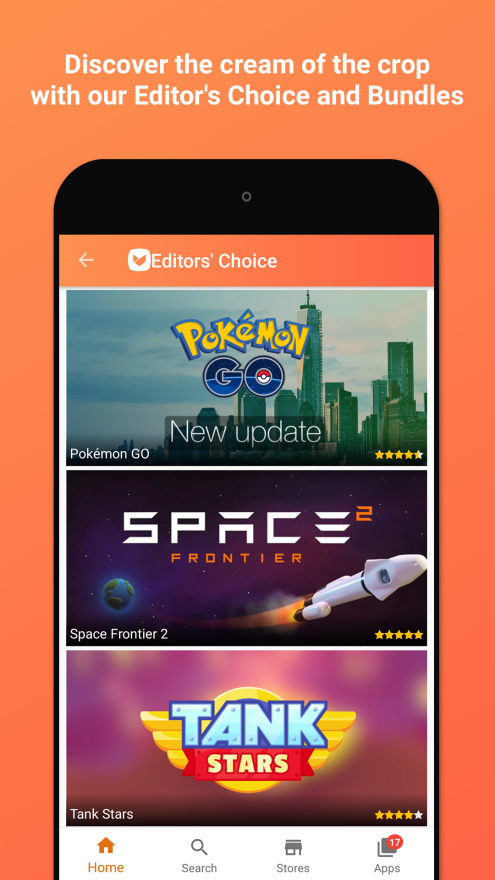 Discover the cream of the crop
with our Editor's Choice and Bundles
Editors' Choice
Pokémon
GO
New update
Pokémon GO
SPACE 2
FRONTIER
Space Frontier 2
TANK
STARS
Tank Stars
17
Home
Search
Stores
Apps